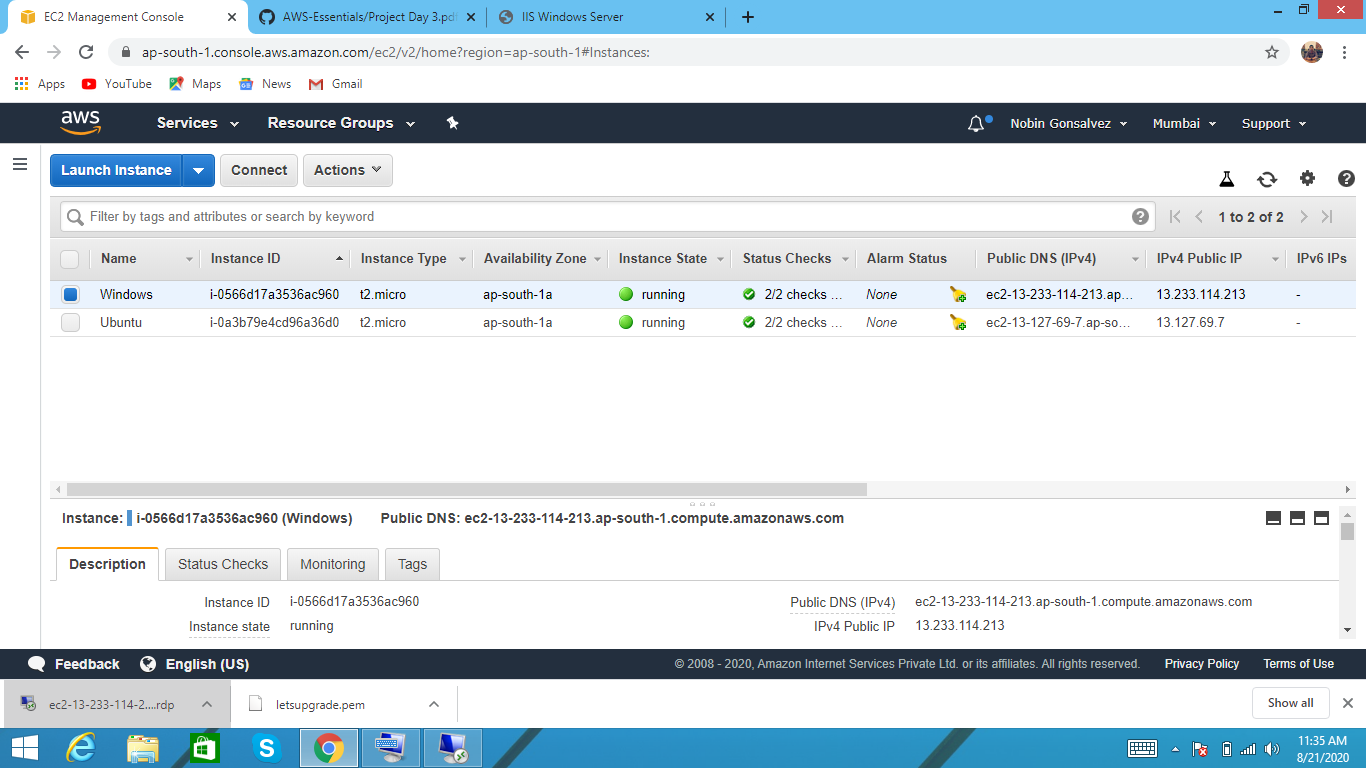 EC2 Management Console
AWS-Essentials/Project Day 3.pdf
IIS Windows Server
ap-south-1.console.aws.amazon.com/ec2/v2/home?region=ap-south-1#Instances:
Apps YouTube Maps News Gmail
aws Services Resource Groups Nobin Gonsalvez Mumbai Support
Launch Instance Connect Actions
Filter by tags and attributes or search by keyword 1 to 2 of 2
Name Instance ID Instance Type Availability Zone Instance State Status Checks Alarm Status Public DNS (IPv4) IPv4 Public IP IPv6 IPs
Windows i-0566d17a3536ac960 t2.micro ap-south-1a running 2/2 checks ... None ec2-13-233-114-213.ap... 13.233.114.213 -
Ubuntu i-0a3b79e4cd96a36d0 t2.micro ap-south-1a running 2/2 checks ... None ec2-13-127-69-7.ap-so... 13.127.69.7 -
Instance: i-0566d17a3536ac960 (Windows) Public DNS: ec2-13-233-114-213.ap-south-1.compute.amazonaws.com
Description Status Checks Monitoring Tags
Instance ID i-0566d17a3536ac960 Public DNS (IPv4) ec2-13-233-114-213.ap-south-1.compute.amazonaws.com
Instance state running IPv4 Public IP 13.233.114.213
Feedback English (US) © 2008 - 2020, Amazon Internet Services Private Ltd. or its affiliates. All rights reserved. Privacy Policy Terms of Use
ec2-13-233-114-2....rdp letsupgrade.pem Show all
11:35 AM
8/21/2020